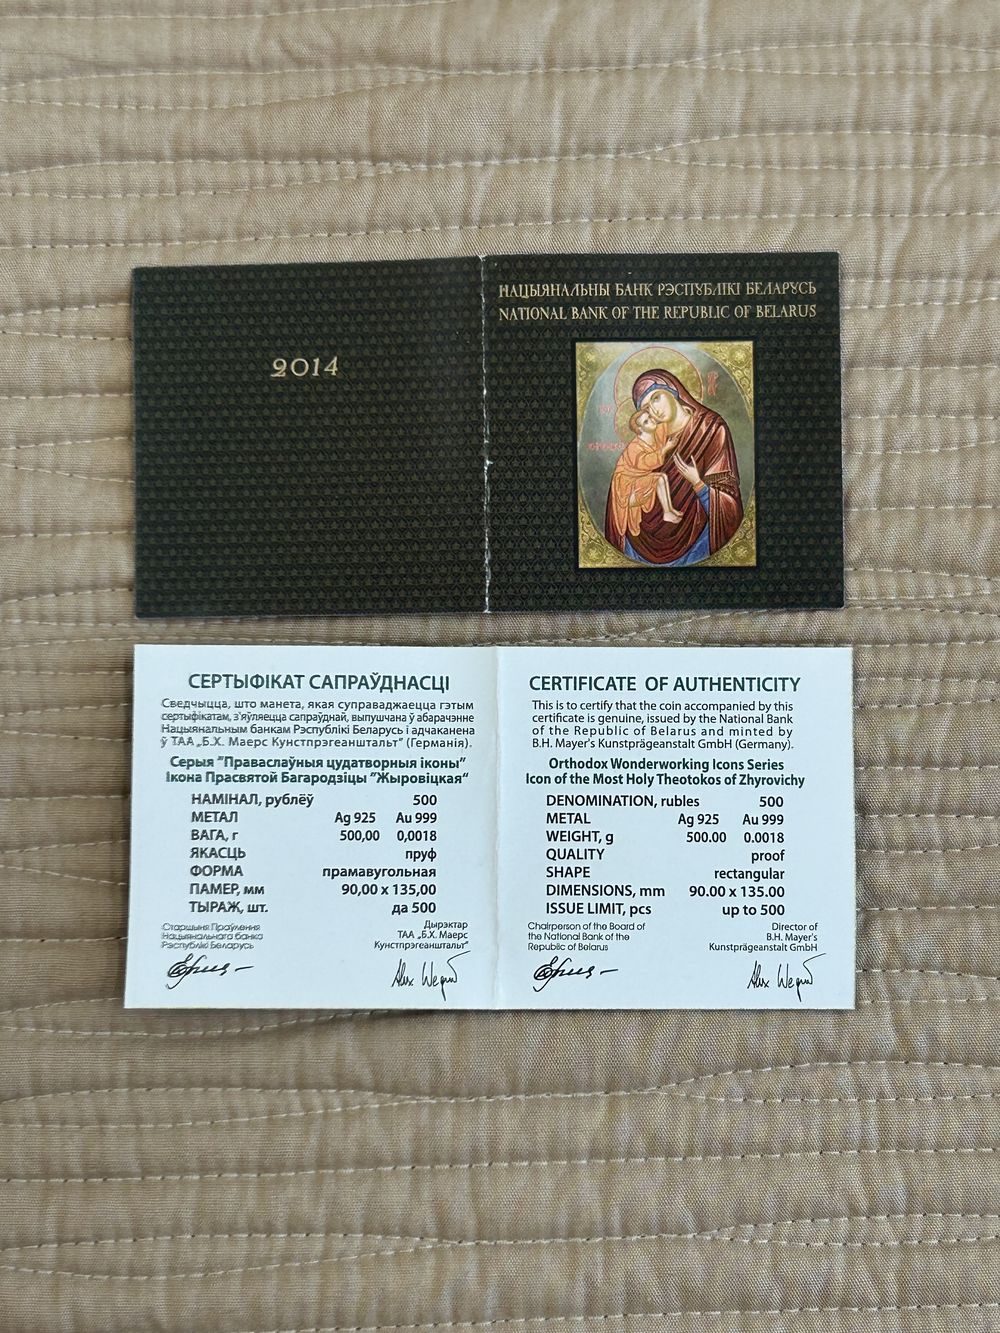 2014
НАЦЫЯНАЛЬНЫ БАНК РЭСПУБЛІКІ БЕЛАРУСЬ
NATIONAL BANK OF THE REPUBLIC OF BELARUS
СЕРТЫФІКАТ САПРАЎДНАСЦІ
Сведчыцца, што манета, якая суправаджаецца гэтым
сертыфікатам, з'яўляецца сапраўднай, выпушчана ў абарачэнне
Нацыянальным банкам Рэспублікі Беларусь і адчаканена
ў ТАА „Б.Х. Маерс Кунстпрэгеанштальт" (Германія).
Серыя "Праваслаўныя цудатворныя іконы"
Ікона Прасвятой Багародзіцы "Жыровіцкая"
НАМІНАЛ, рублёў 500
МЕТАЛ Ag 925 Au 999
ВАГА, г 500,00 0,0018
ЯКАСЦЬ пруф
ФОРМА прамавугольная
ПАМЕР, мм 90,00 x 135,00
ТЫРАЖ, шт. да 500
Старшыня Праўлення
Нацыянальнага банка
Рэспублікі Беларусь
Дырэктар
ТАА „Б.Х. Маерс
Кунстпрэгеанштальт"
CERTIFICATE OF AUTHENTICITY
This is to certify that the coin accompanied by this
certificate is genuine, issued by the National Bank
of the Republic of Belarus and minted by
B.H. Mayer's Kunstprägeanstalt GmbH (Germany).
Orthodox Wonderworking Icons Series
Icon of the Most Holy Theotokos of Zhyrovichy
DENOMINATION, rubles 500
METAL Ag 925 Au 999
WEIGHT, g 500.00 0.0018
QUALITY proof
SHAPE rectangular
DIMENSIONS, mm 90.00 x 135.00
ISSUE LIMIT, pcs up to 500
Chairperson of the Board of
the National Bank of the
Republic of Belarus
Director of
B.H. Mayer's
Kunstprägeanstalt GmbH